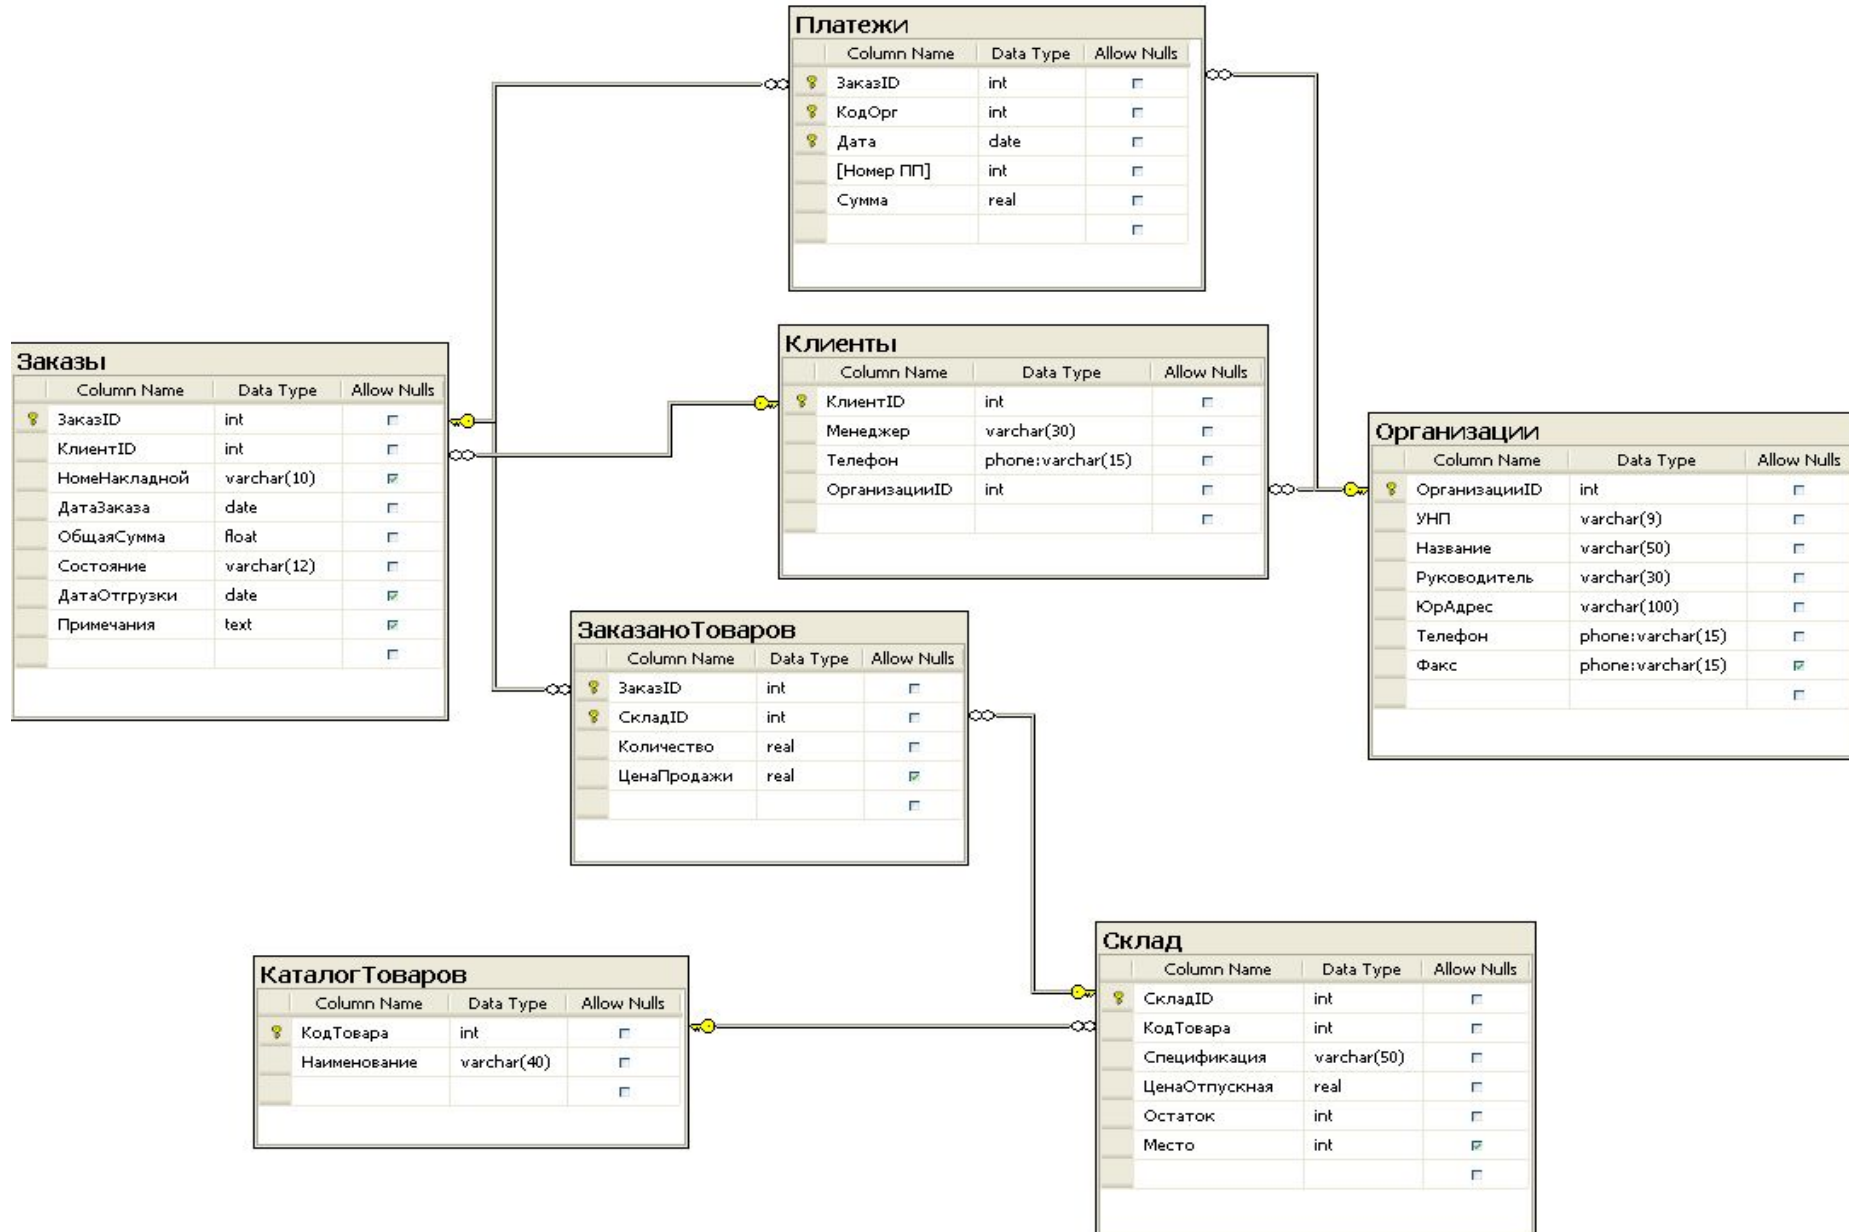 Платежи
Column Name Data Type Allow Nulls
ЗаказID int
КодОрг int
Дата date
[Номер ПП] int
Сумма real
Заказы
Column Name Data Type Allow Nulls
ЗаказID int
КлиентID int
НомеНакладной varchar(10)
ДатаЗаказа date
ОбщаяСумма float
Состояние varchar(12)
ДатаОтгрузки date
Примечания text
Клиенты
Column Name Data Type Allow Nulls
КлиентID int
Менеджер varchar(30)
Телефон phone:varchar(15)
ОрганизацииID int
Организации
Column Name Data Type Allow Nulls
ОрганизацииID int
УНП varchar(9)
Название varchar(50)
Руководитель varchar(30)
ЮрАдрес varchar(100)
Телефон phone:varchar(15)
Факс phone:varchar(15)
ЗаказаноТоваров
Column Name Data Type Allow Nulls
ЗаказID int
СкладID int
Количество real
ЦенаПродажи real
КаталогТоваров
Column Name Data Type Allow Nulls
КодТовара int
Наименование varchar(40)
Склад
Column Name Data Type Allow Nulls
СкладID int
КодТовара int
Спецификация varchar(50)
ЦенаОтпускная real
Остаток int
Место int